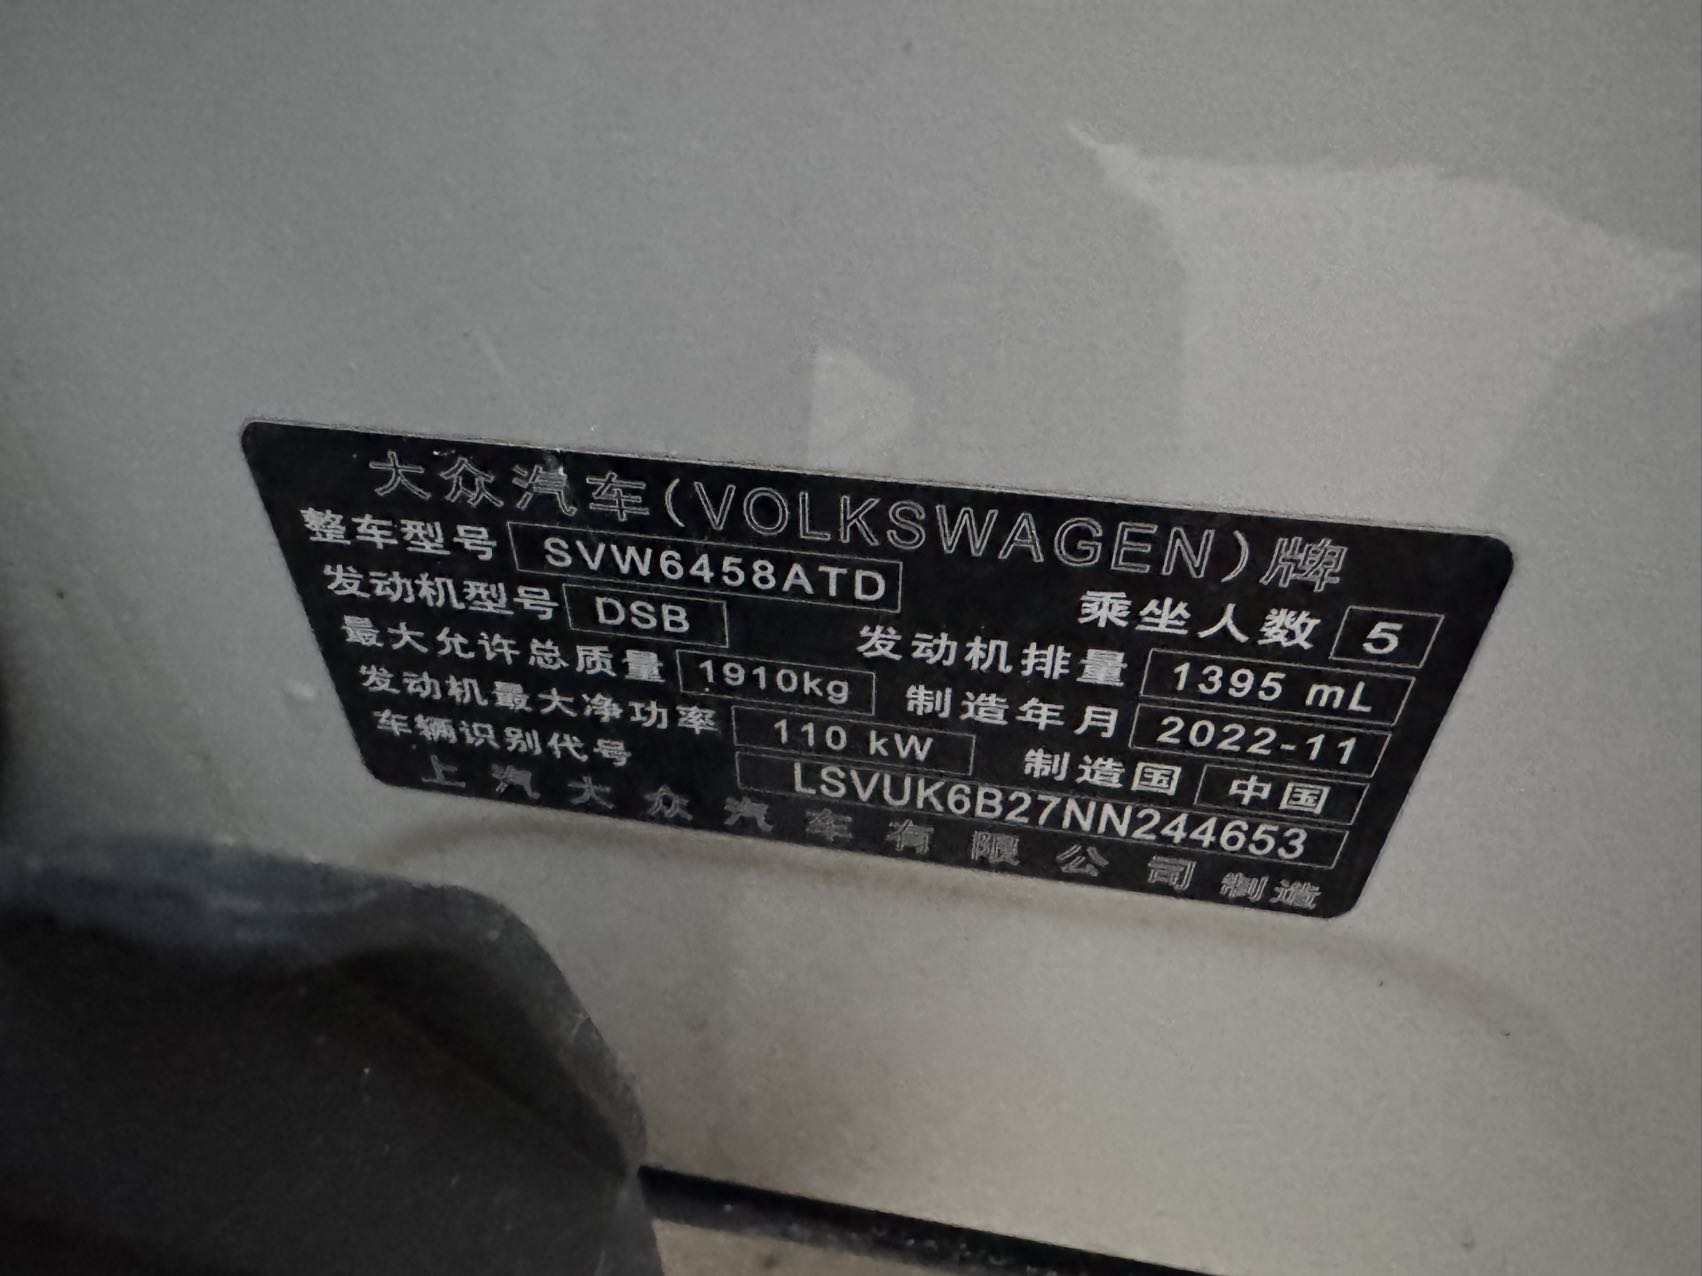 大众汽车(VOLKSWAGEN)牌
整车型号 SVW6458ATD 乘坐人数 5
发动机型号 DSB 发动机排量 1395 mL
最大允许总质量 1910kg 制造年月 2022-11
发动机最大净功率 110 kW 制造国 中国
车辆识别代号 LSVUK6B27NN244653
上汽大众汽车有限公司制造